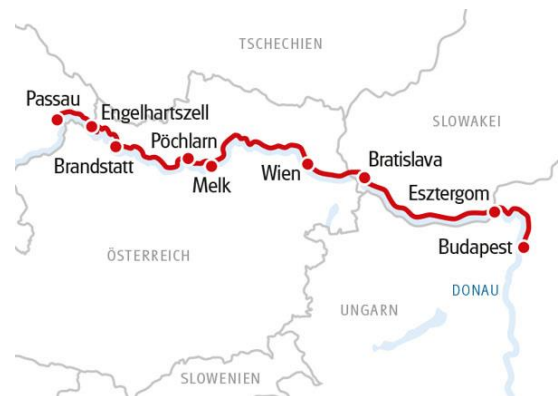 TSCHECHIEN
Passau
Engelhartszell
SLOWAKEI
Pöchlarn
Brandstatt
Bratislava
Wien
Melk
Esztergom
Budapest
ÖSTERREICH
DONAU
UNGARN
SLOWENIEN